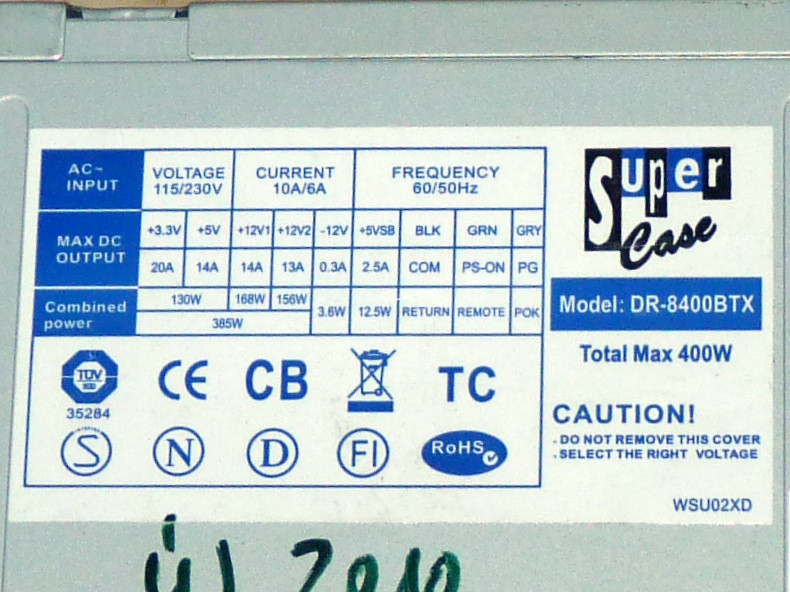 AC~ INPUT
VOLTAGE 115/230V
CURRENT 10A/6A
FREQUENCY 60/50Hz
MAX DC OUTPUT
+3.3V +5V +12V1 +12V2 -12V +5VSB BLK GRN GRY
20A 14A 14A 13A 0.3A 2.5A COM PS-ON PG
Combined power
130W 168W 156W 3.6W 12.5W RETURN REMOTE POK
385W
TÜV
35284
CE CB TC
S N D FI RoHS
Super
Case
Model: DR-8400BTX
Total Max 400W
CAUTION!
. DO NOT REMOVE THIS COVER
. SELECT THE RIGHT VOLTAGE
WSU02XD